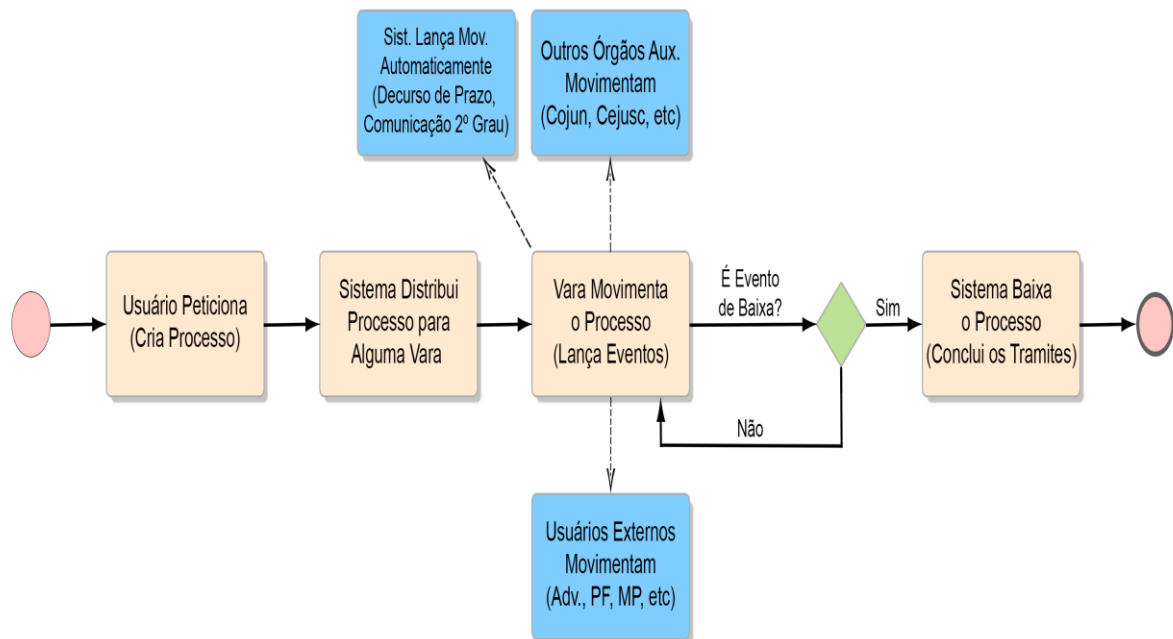 Sist. Lança Mov.
Automaticamente
(Decurso de Prazo,
Comunicação 2º Grau)
Outros Órgãos Aux.
Movimentam
(Cojun, Cejusc, etc)
Usuário Peticiona
(Cria Processo)
Sistema Distribui
Processo para
Alguma Vara
Vara Movimenta
o Processo
(Lança Eventos)
É Evento
de Baixa?
Sim
Não
Sistema Baixa
o Processo
(Conclui os Tramites)
Usuários Externos
Movimentam
(Adv., PF, MP, etc)